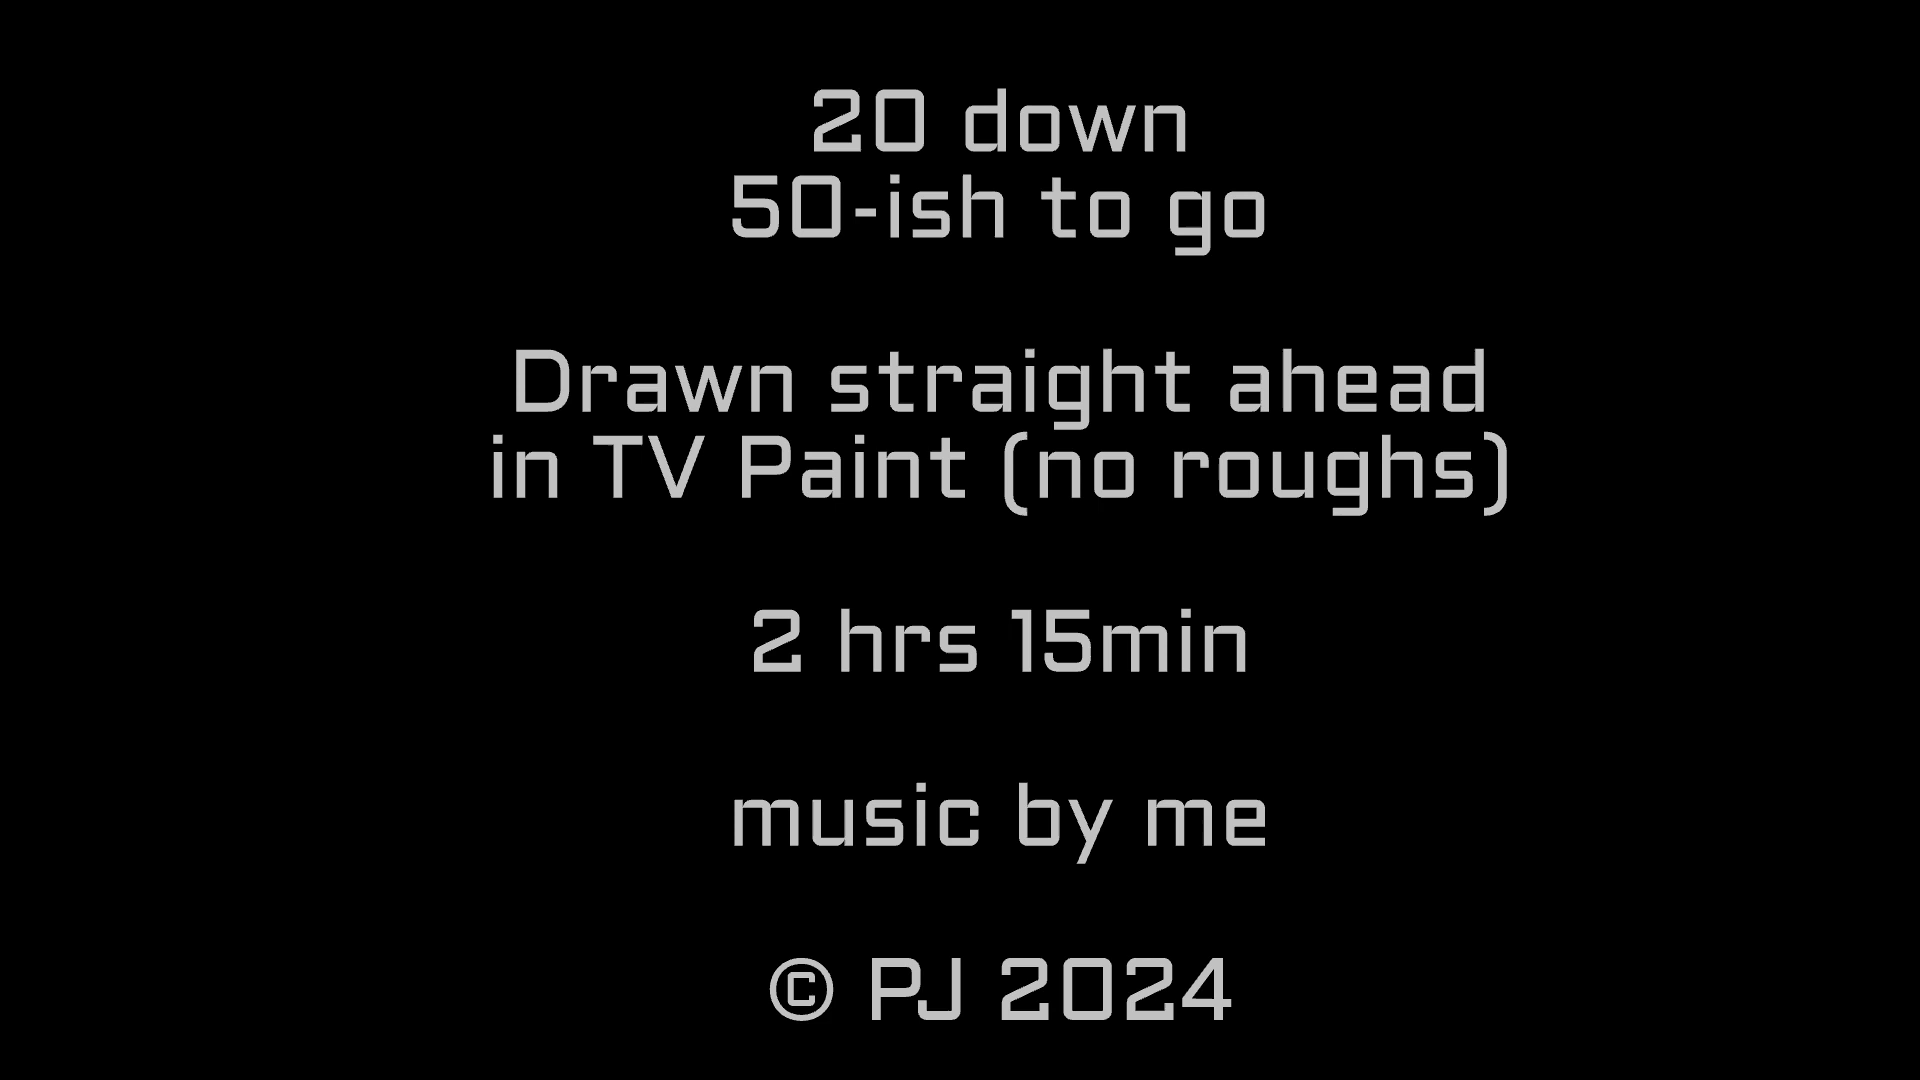 20 down
50-ish to go
Drawn straight ahead
in TV Paint (no roughs)
2 hrs 15min
music by me
© PJ 2024